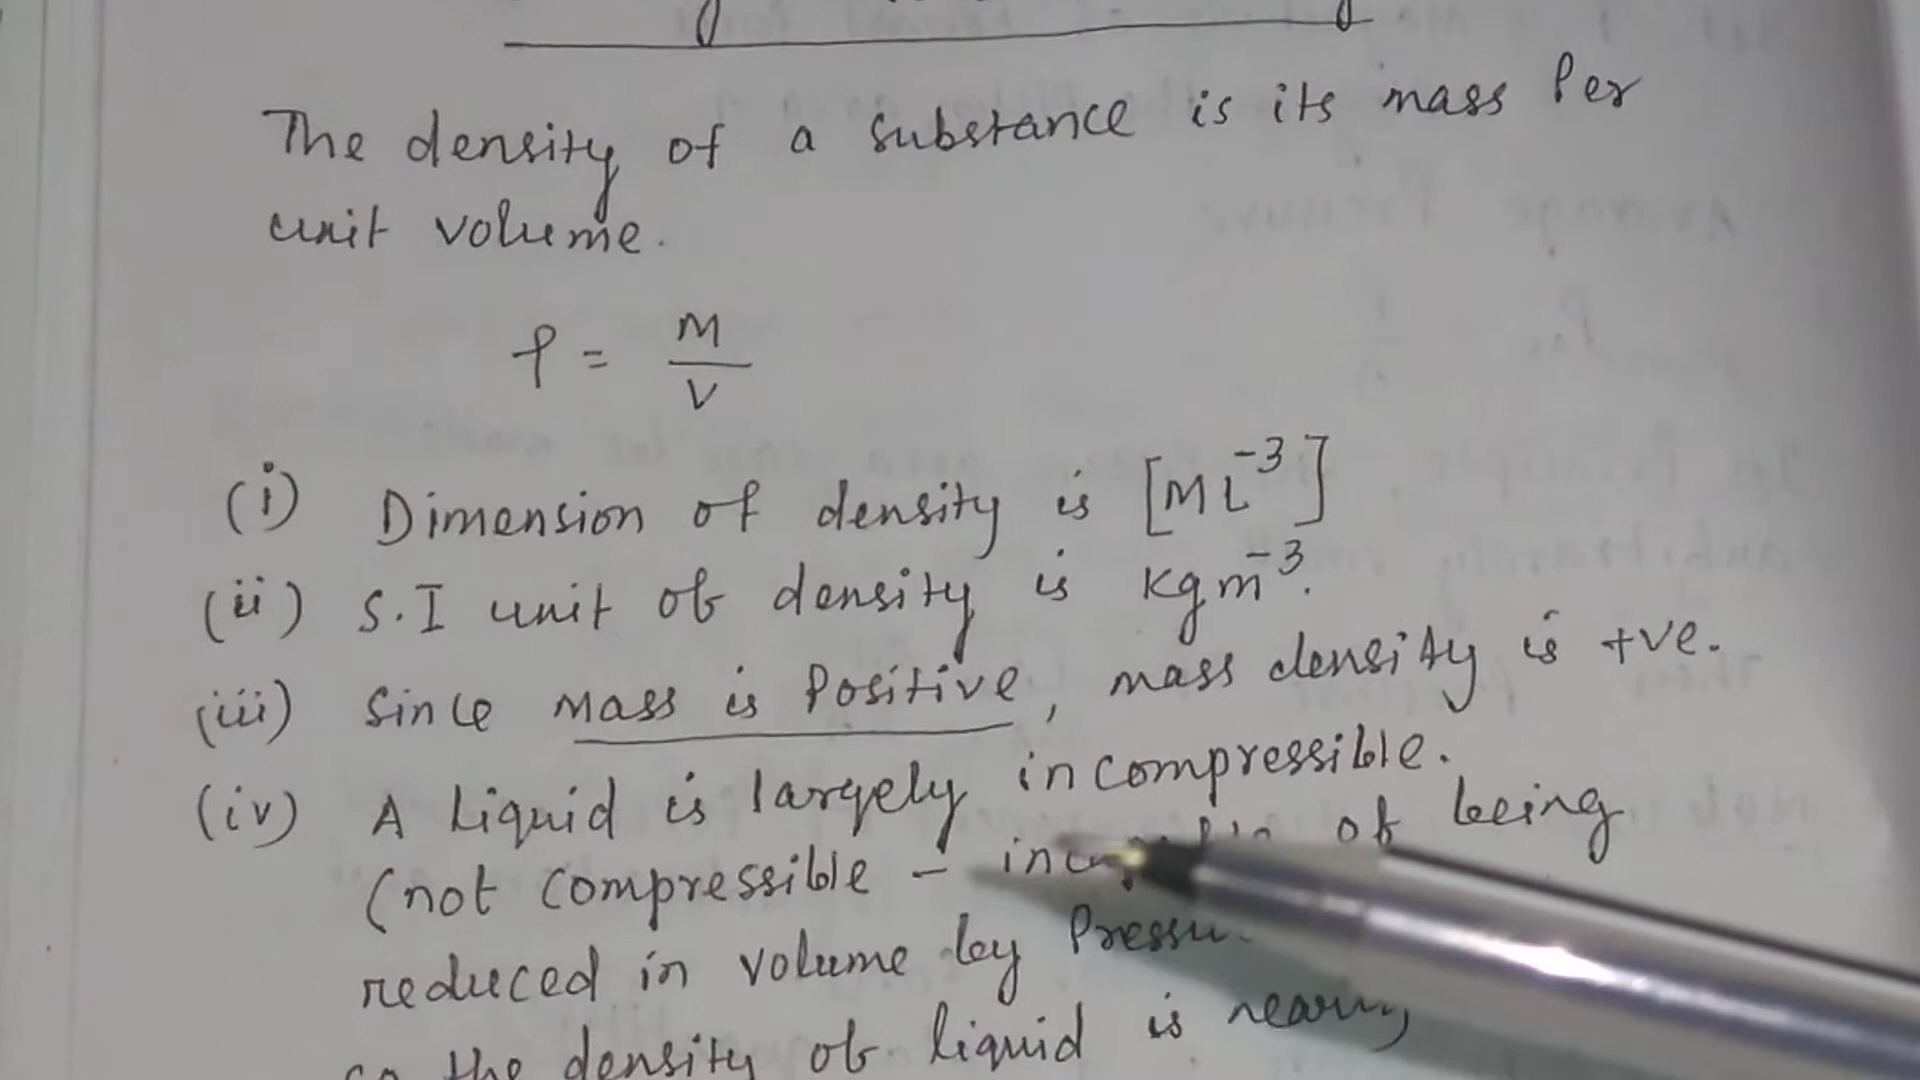 The density of a substance is its mass Per
unit volume.
ρ = M / V
(i) Dimension of density is [ML⁻³]
(ii) S.I unit of density is kgm⁻³.
(iii) Since mass is Positive, mass density is +ve.
(iv) A liquid is largely incompressible.
(not compressible – of being
reduced in volume by
so the density of liquid is nearly